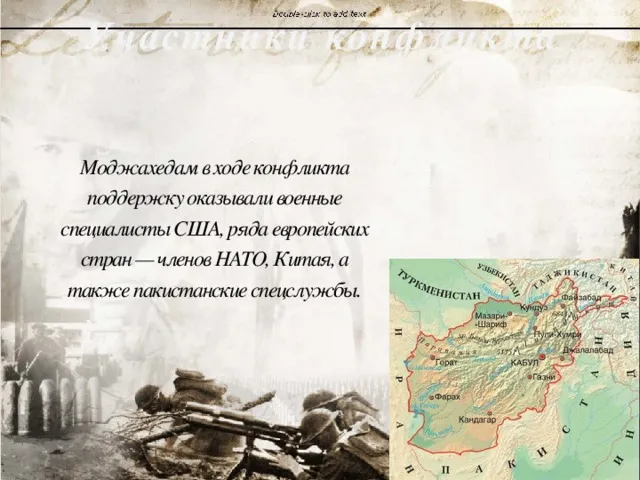 Double-click to add text
Участники конфликта
Моджахедам в ходе конфликта
поддержку оказывали военные
специалисты США, ряда европейских
стран — членов НАТО, Китая, а
также пакистанские спецслужбы.
ТУРКМЕНИСТАН
УЗБЕКИСТАН
ТАДЖИКИСТАН
КИТ.
Файзабад
Кундуз
Мазари-
-Шариф
Пули-Хумри
Джалалабад
КАБУЛ
Герат
Газни
Фарах
Кандагар
ИРАН
ПАКИСТАН
ИНДИЯ